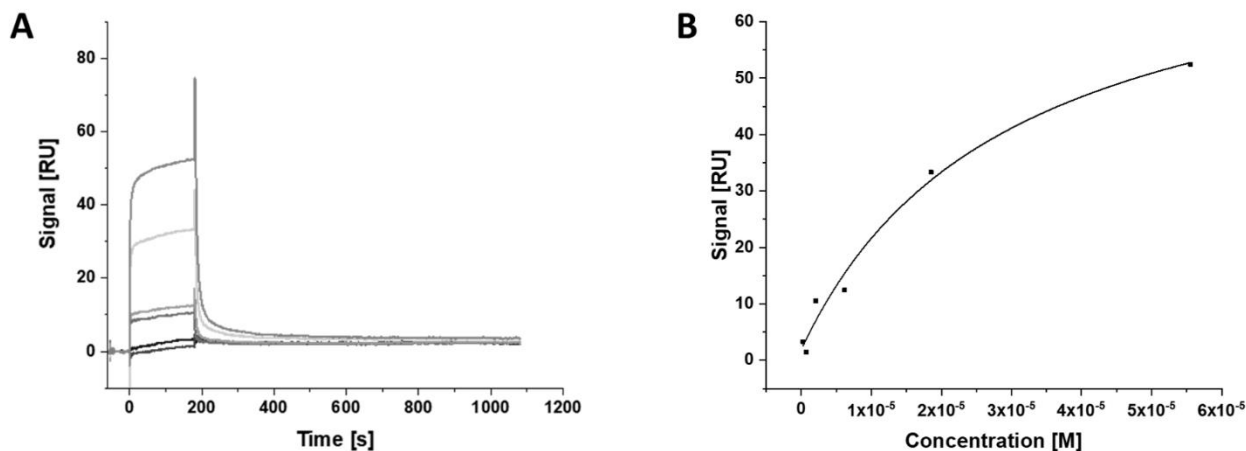 A
Signal [RU]
80
60
40
20
0
0 200 400 600 800 1000 1200
Time [s]
B
Signal [RU]
60
50
40
30
20
10
0
0 1x10⁻⁵ 2x10⁻⁵ 3x10⁻⁵ 4x10⁻⁵ 5x10⁻⁵ 6x10⁻⁵
Concentration [M]